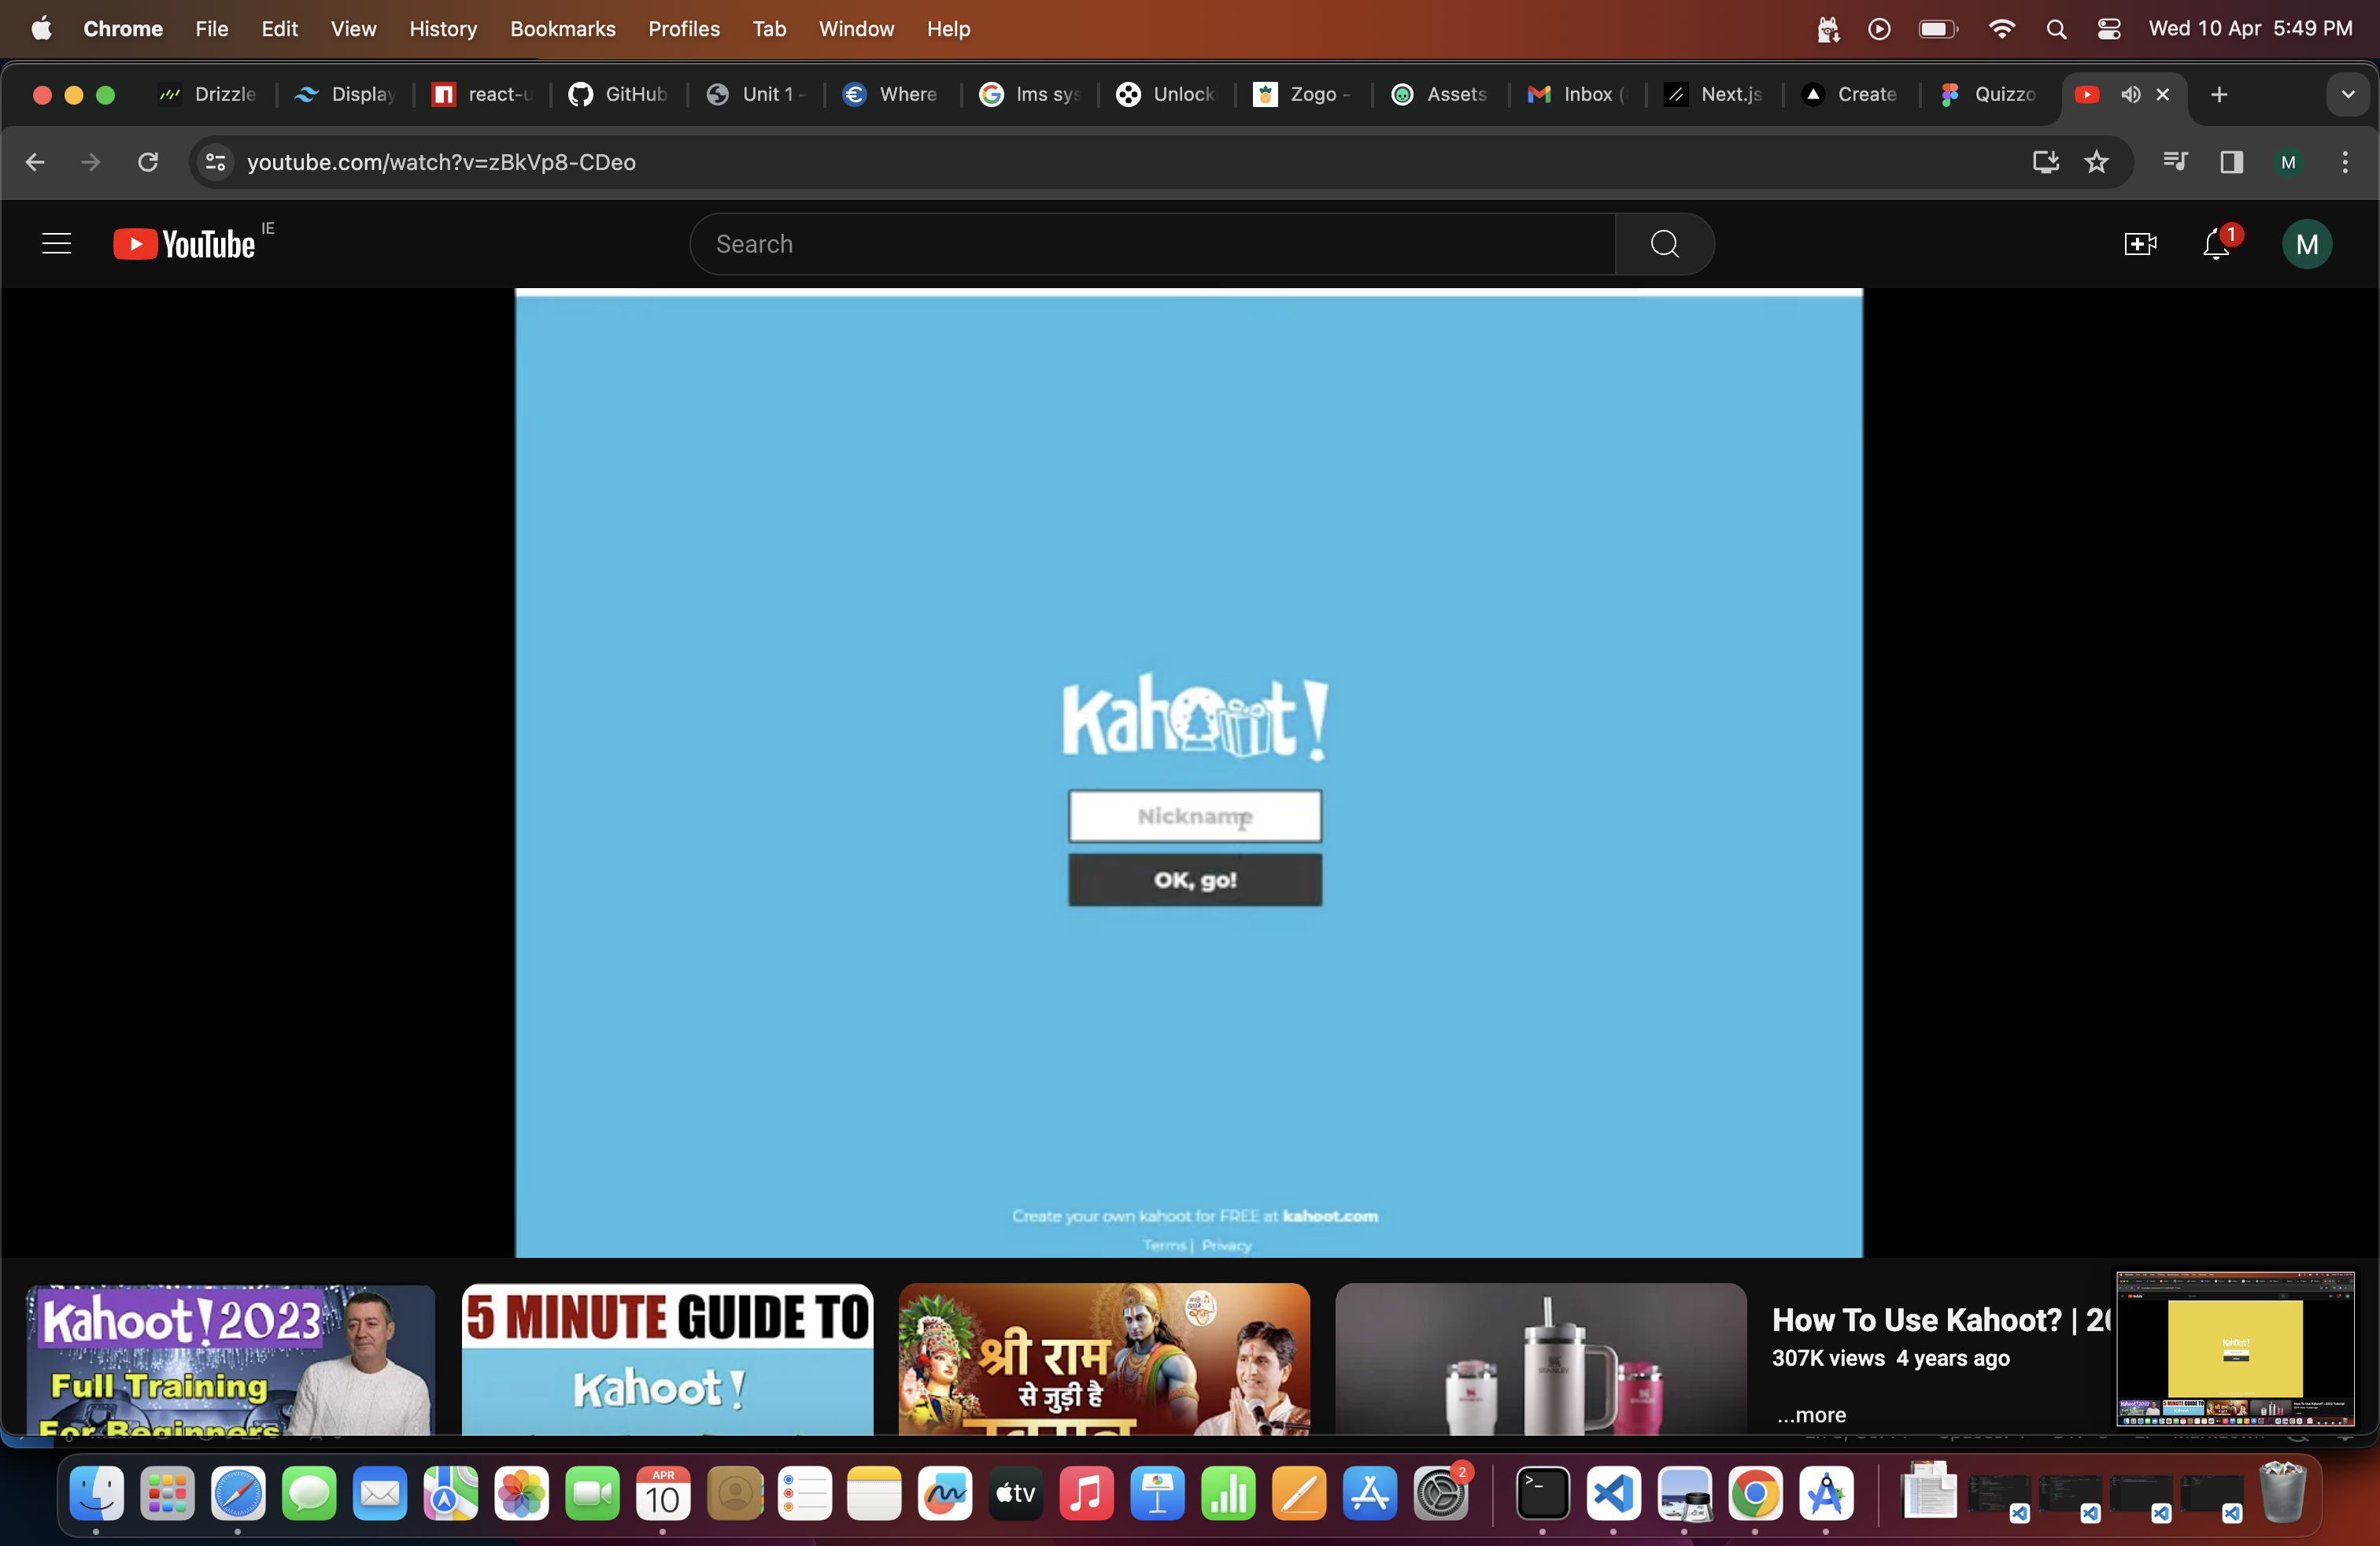 Chrome File Edit View History Bookmarks Profiles Tab Window Help Wed 10 Apr 5:49 PM
Drizzle Display react-u GitHub Unit 1 - Where lms sys Unlock Zogo - Assets Inbox ( Next.js Create Quizzo
youtube.com/watch?v=zBkVp8-CDeo M
YouTube IE Search 1 M
Kahoot!
Nickname
OK, go!
Create your own kahoot for FREE at kahoot.com
Terms | Privacy
Kahoot! 2023
Full Training
For Beginners
5 MINUTE GUIDE TO
Kahoot!
श्री राम
से जुड़ी है
How To Use Kahoot? | 20
307K views 4 years ago
...more
APR
10
tv
2